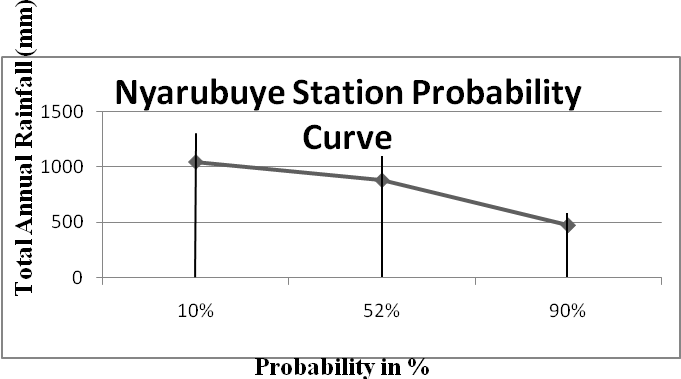 Total Annual Rainfall (mm)
Nyarubuye Station Probability
Curve
1500
1000
500
0
10% 52% 90%
Probability in %